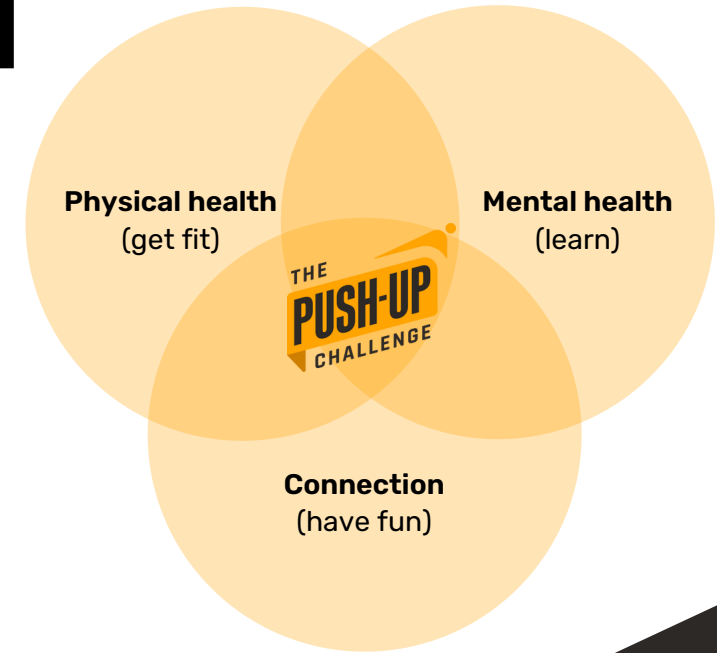 Physical health
(get fit)
Mental health
(learn)
THE
PUSH-UP
CHALLENGE
Connection
(have fun)